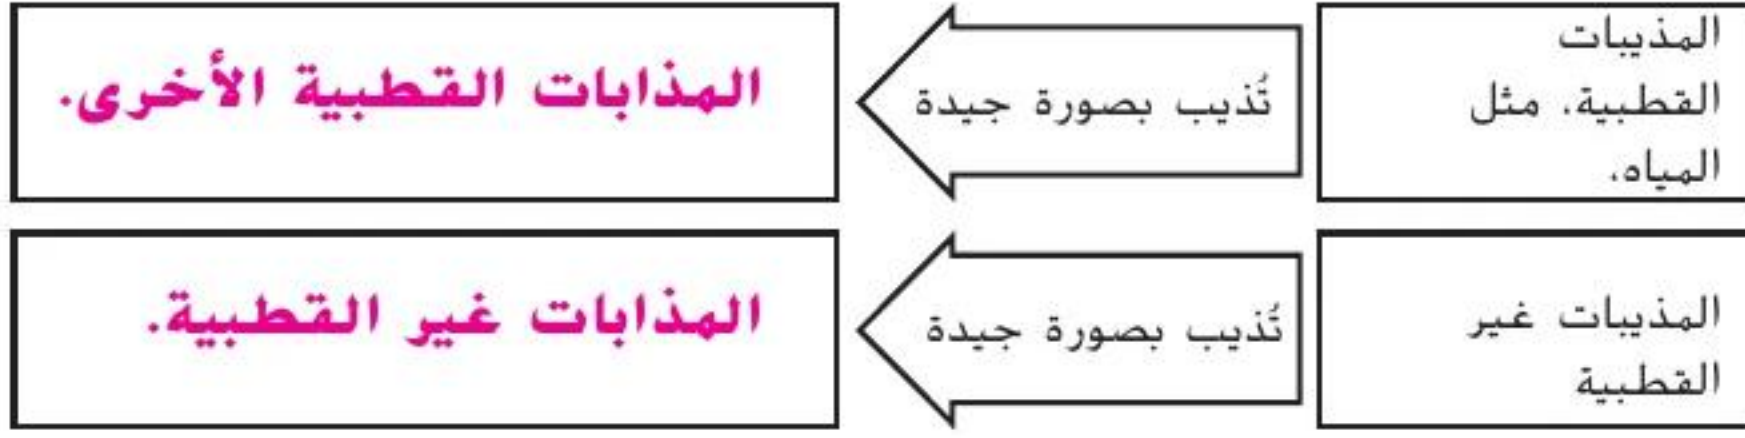 المذيبات
القطبية، مثل
المياه،
تُذيب بصورة جيدة
المذابات القطبية الأخرى.
المذيبات غير
القطبية
تُذيب بصورة جيدة
المذابات غير القطبية.